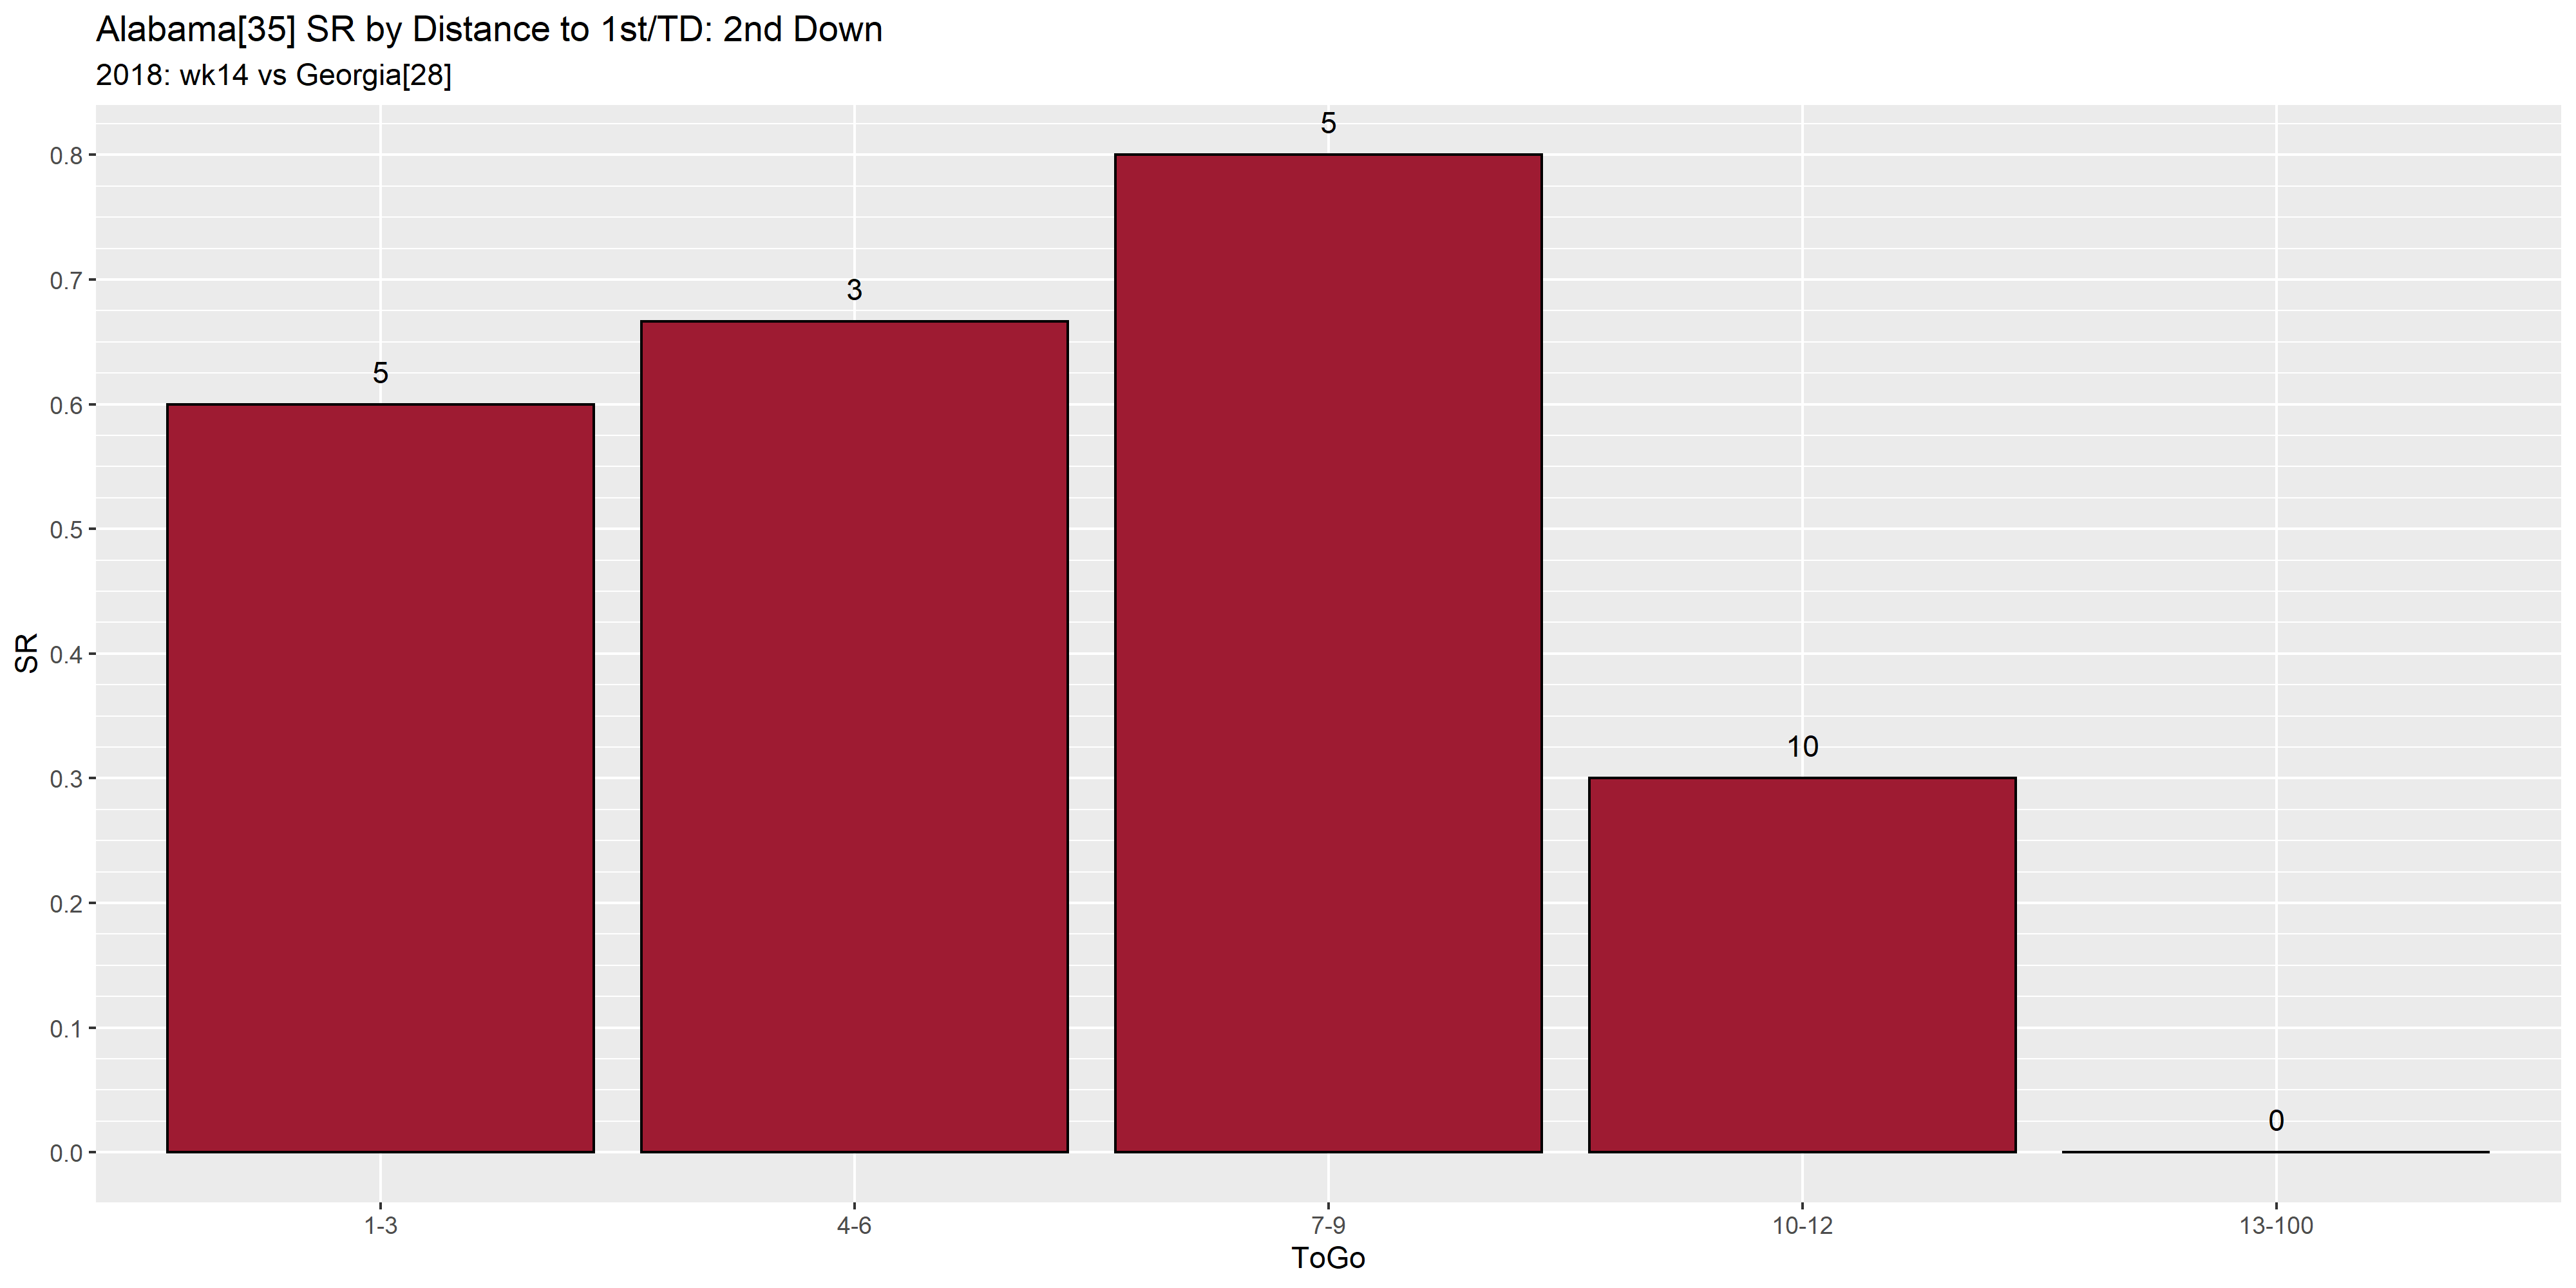 Alabama[35] SR by Distance to 1st/TD: 2nd Down
2018: wk14 vs Georgia[28]
5
0.8
0.7
3
5
0.6
0.5
SR
0.4
10
0.3
0.2
0.1
0
0.0
1-3 4-6 7-9 10-12 13-100
ToGo